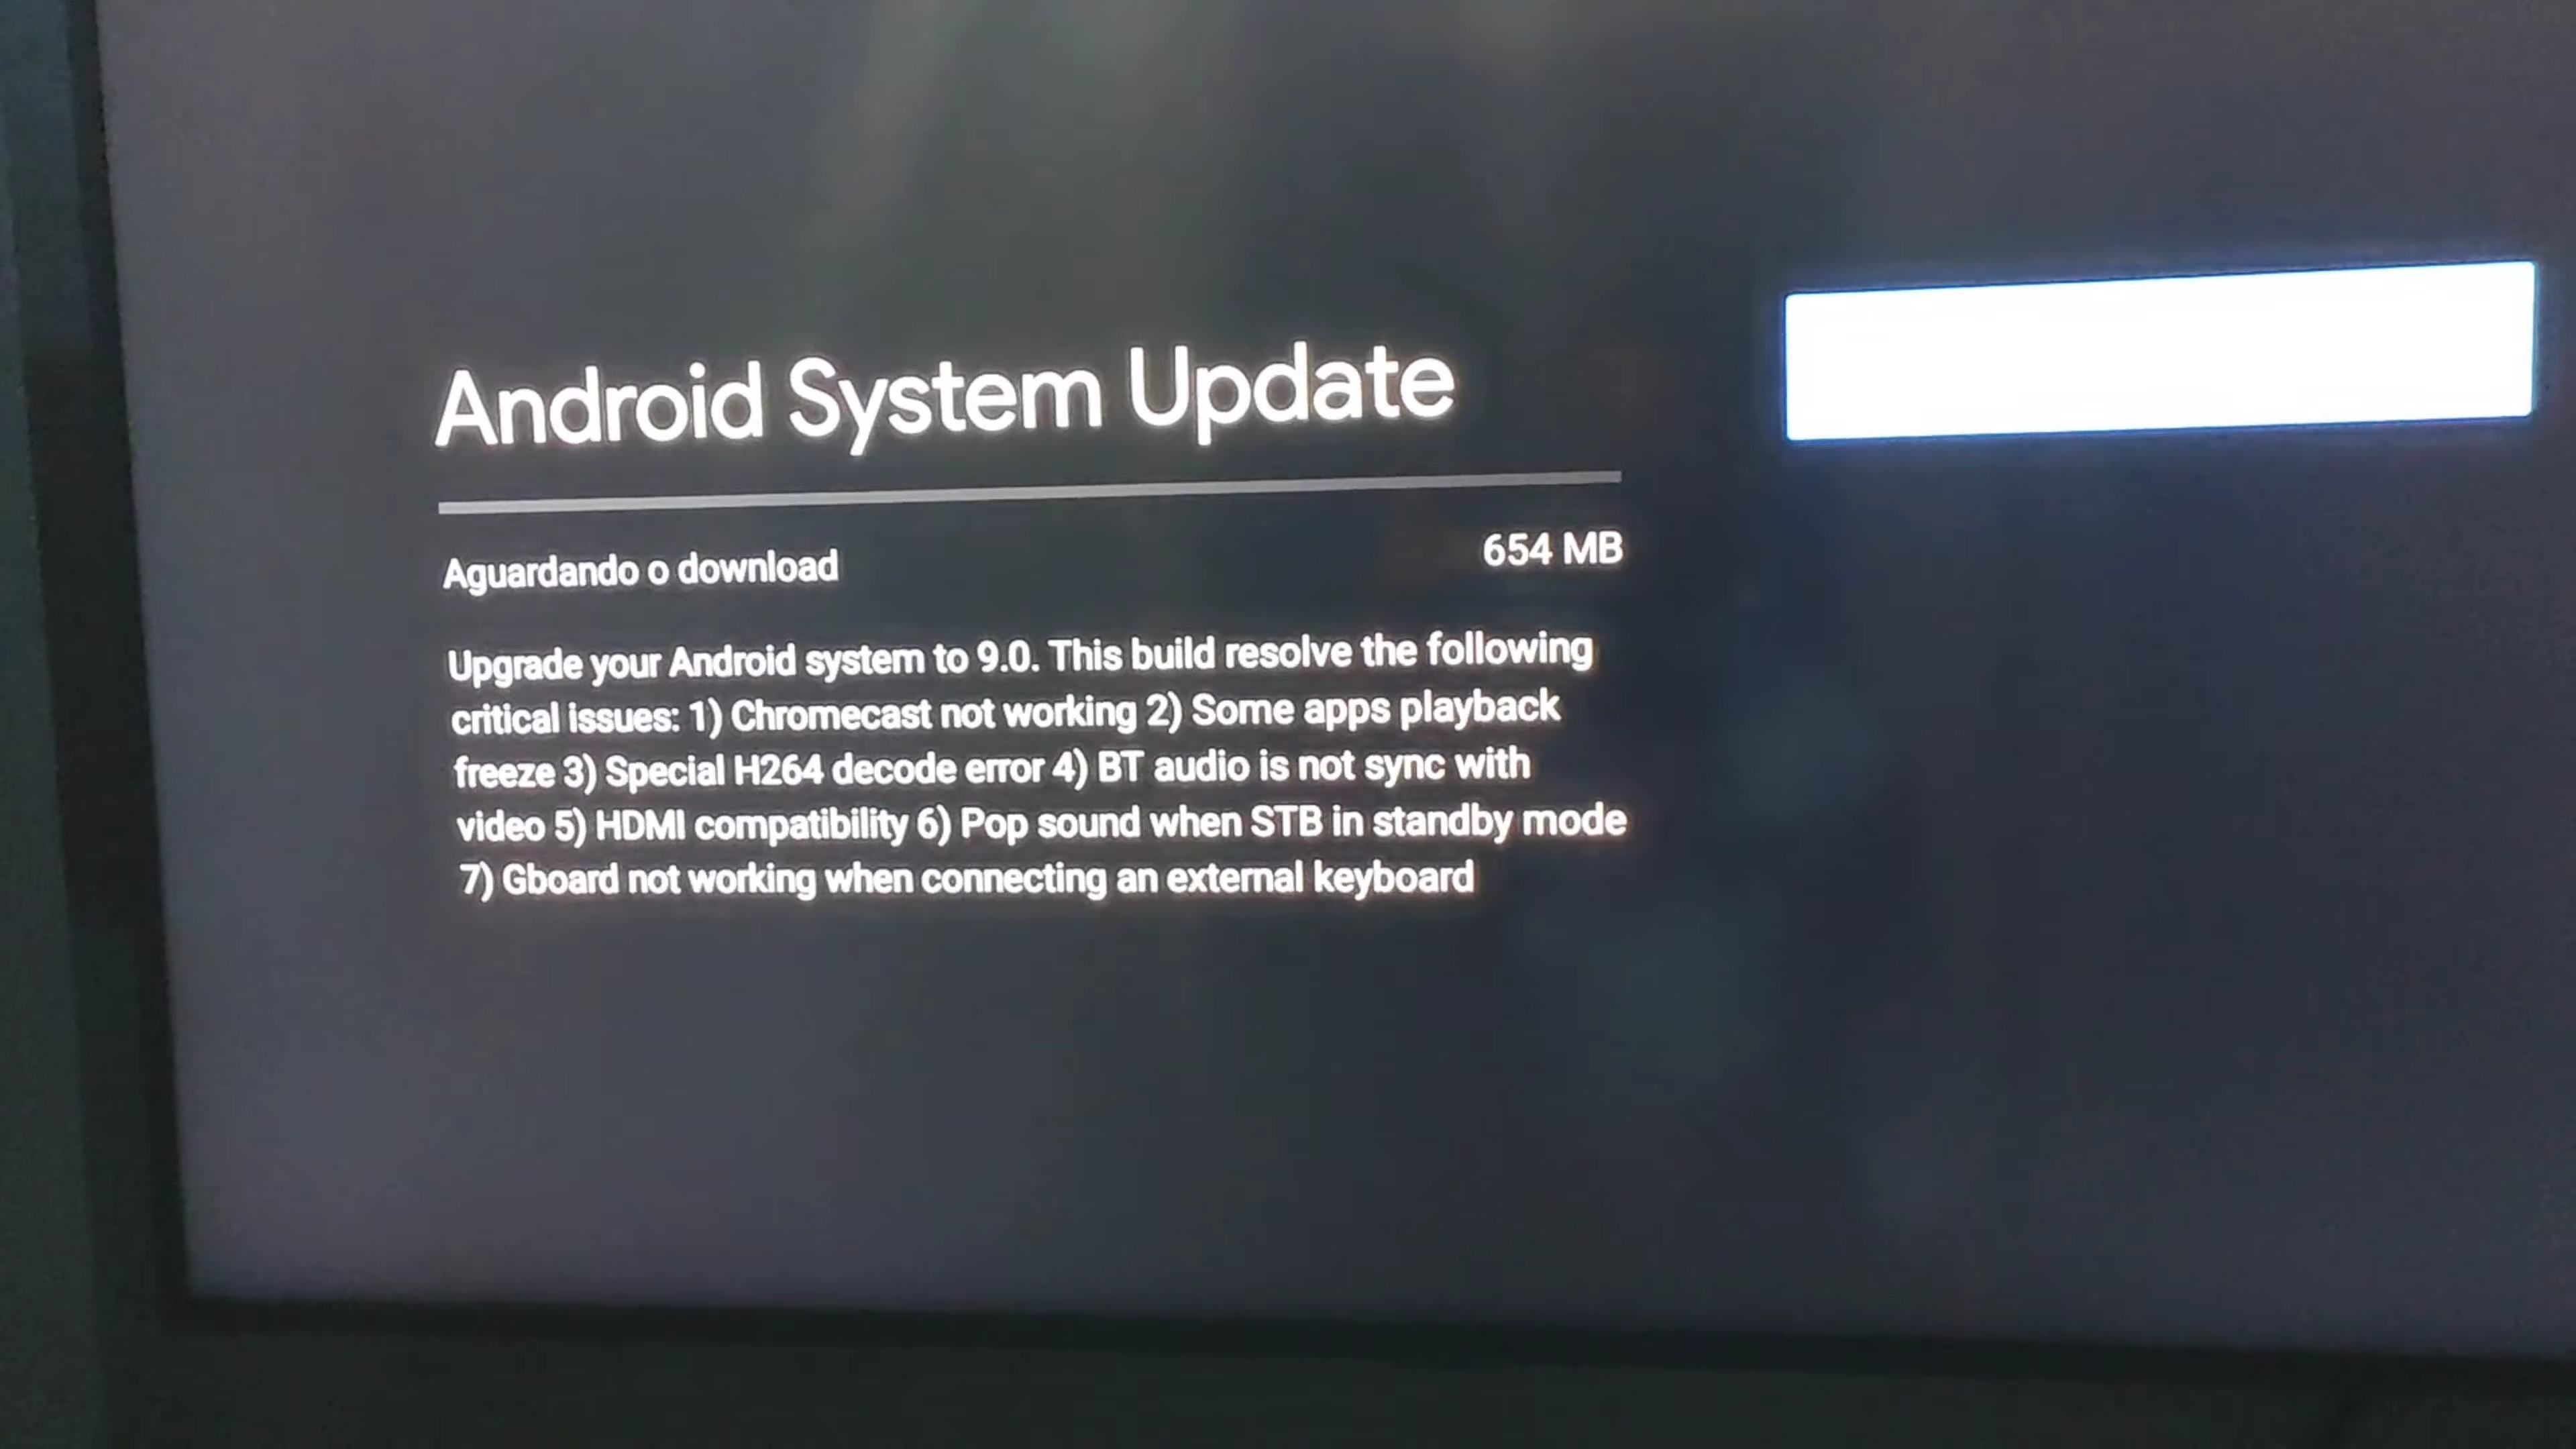 Android System Update
Aguardando o download
654 MB
Upgrade your Android system to 9.0. This build resolve the following
critical issues: 1) Chromecast not working 2) Some apps playback
freeze 3) Special H264 decode error 4) BT audio is not sync with
video 5) HDMI compatibility 6) Pop sound when STB in standby mode
7) Gboard not working when connecting an external keyboard